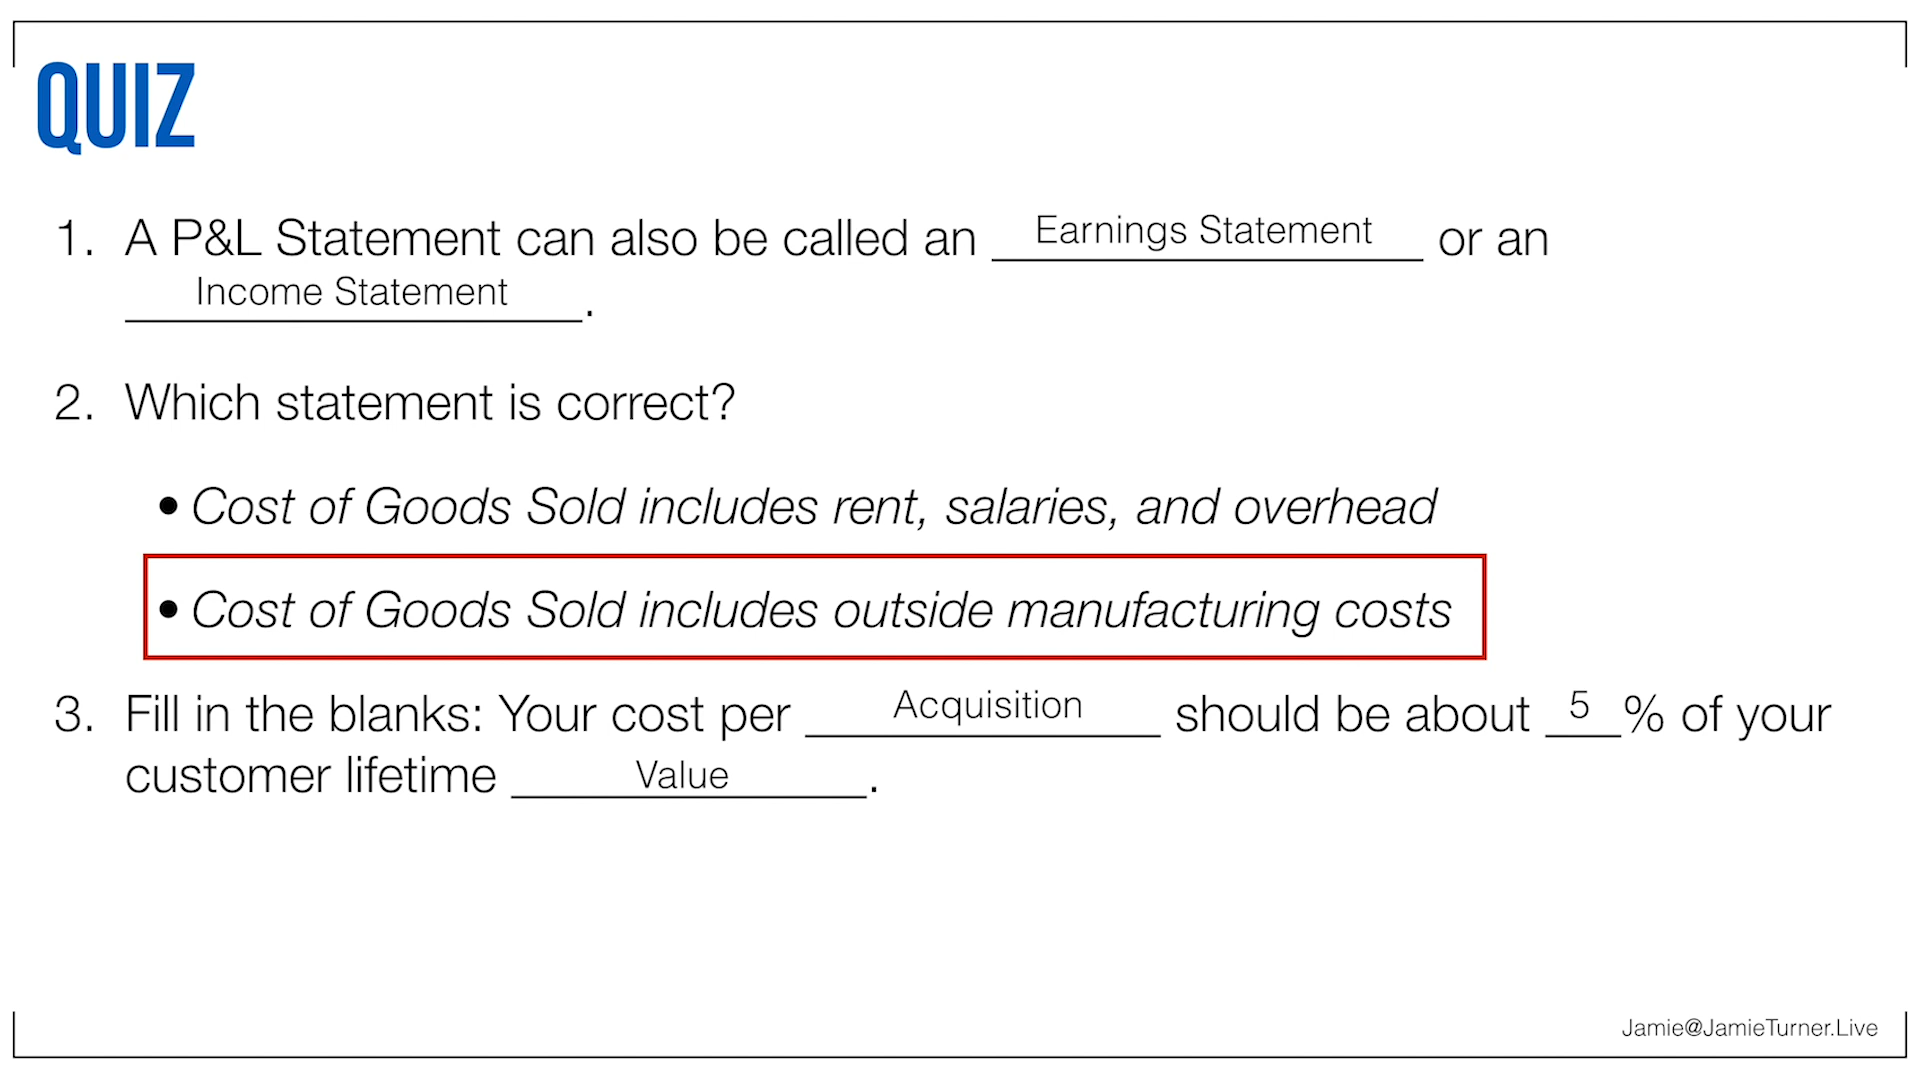 QUIZ
1. A P&L Statement can also be called an Earnings Statement or an
Income Statement.
2. Which statement is correct?
• Cost of Goods Sold includes rent, salaries, and overhead
• Cost of Goods Sold includes outside manufacturing costs
3. Fill in the blanks: Your cost per Acquisition should be about 5% of your
customer lifetime Value.
Jamie@JamieTurner.Live